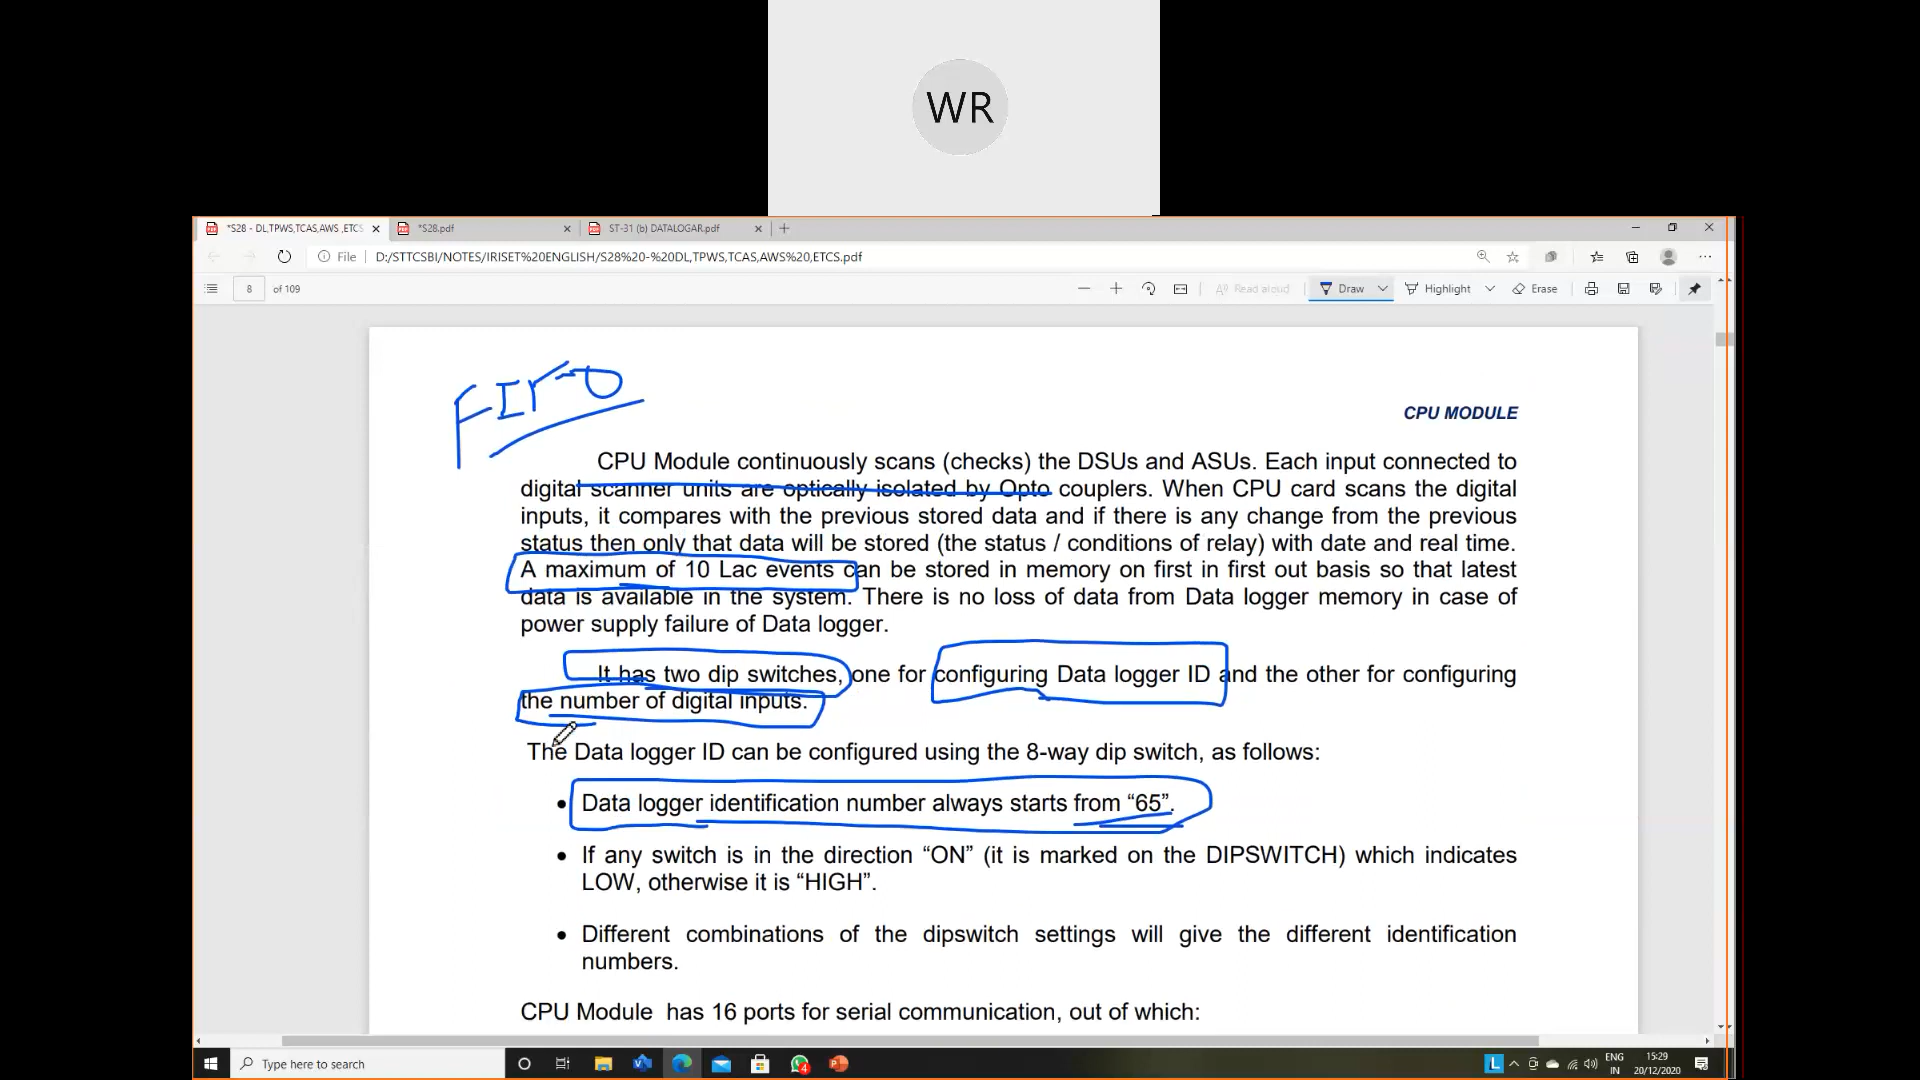 WR
*S28 - DL,TPWS,TCAS,AWS ,ETCS
*S28.pdf
ST-31 (b) DATALOGAR.pdf
File D:/STTCSBI/NOTES/IRISET%20ENGLISH/S28%20-%20DL,TPWS,TCAS,AWS%20,ETCS.pdf
8 of 109
Read aloud
Draw
Highlight
Erase
FIFO
CPU MODULE
CPU Module continuously scans (checks) the DSUs and ASUs. Each input connected to
digital scanner units are optically isolated by Opto couplers. When CPU card scans the digital
inputs, it compares with the previous stored data and if there is any change from the previous
status then only that data will be stored (the status / conditions of relay) with date and real time.
A maximum of 10 Lac events can be stored in memory on first in first out basis so that latest
data is available in the system. There is no loss of data from Data logger memory in case of
power supply failure of Data logger.
It has two dip switches, one for configuring Data logger ID and the other for configuring
the number of digital inputs.
The Data logger ID can be configured using the 8-way dip switch, as follows:
• Data logger identification number always starts from “65”.
• If any switch is in the direction “ON” (it is marked on the DIPSWITCH) which indicates
LOW, otherwise it is “HIGH”.
• Different combinations of the dipswitch settings will give the different identification
numbers.
CPU Module has 16 ports for serial communication, out of which:
Type here to search
4
L
ENG
IN
15:29
20/12/2020